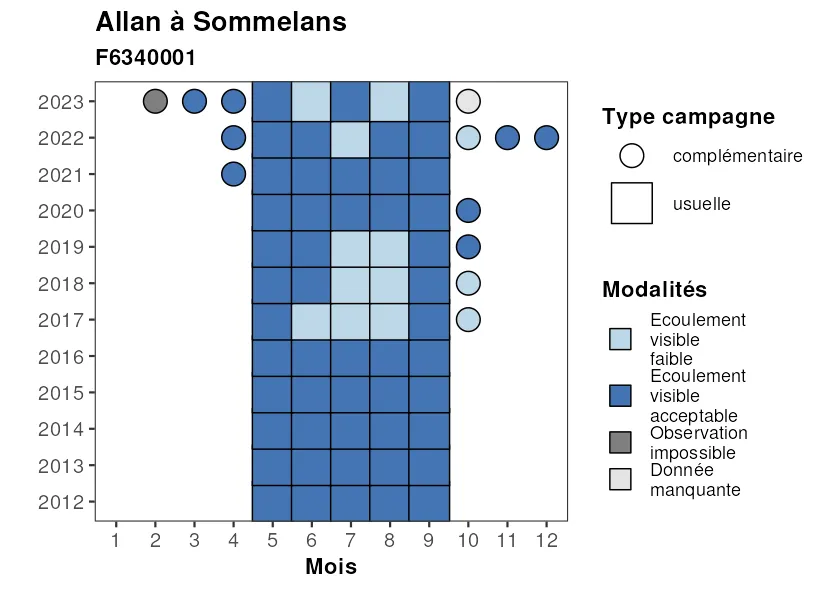 Allan à Sommelans
F6340001
2023
2022
2021
2020
2019
2018
2017
2016
2015
2014
2013
2012
1 2 3 4 5 6 7 8 9 10 11 12
Mois
Type campagne
complémentaire
usuelle
Modalités
Ecoulement
visible
faible
Ecoulement
visible
acceptable
Observation
impossible
Donnée
manquante